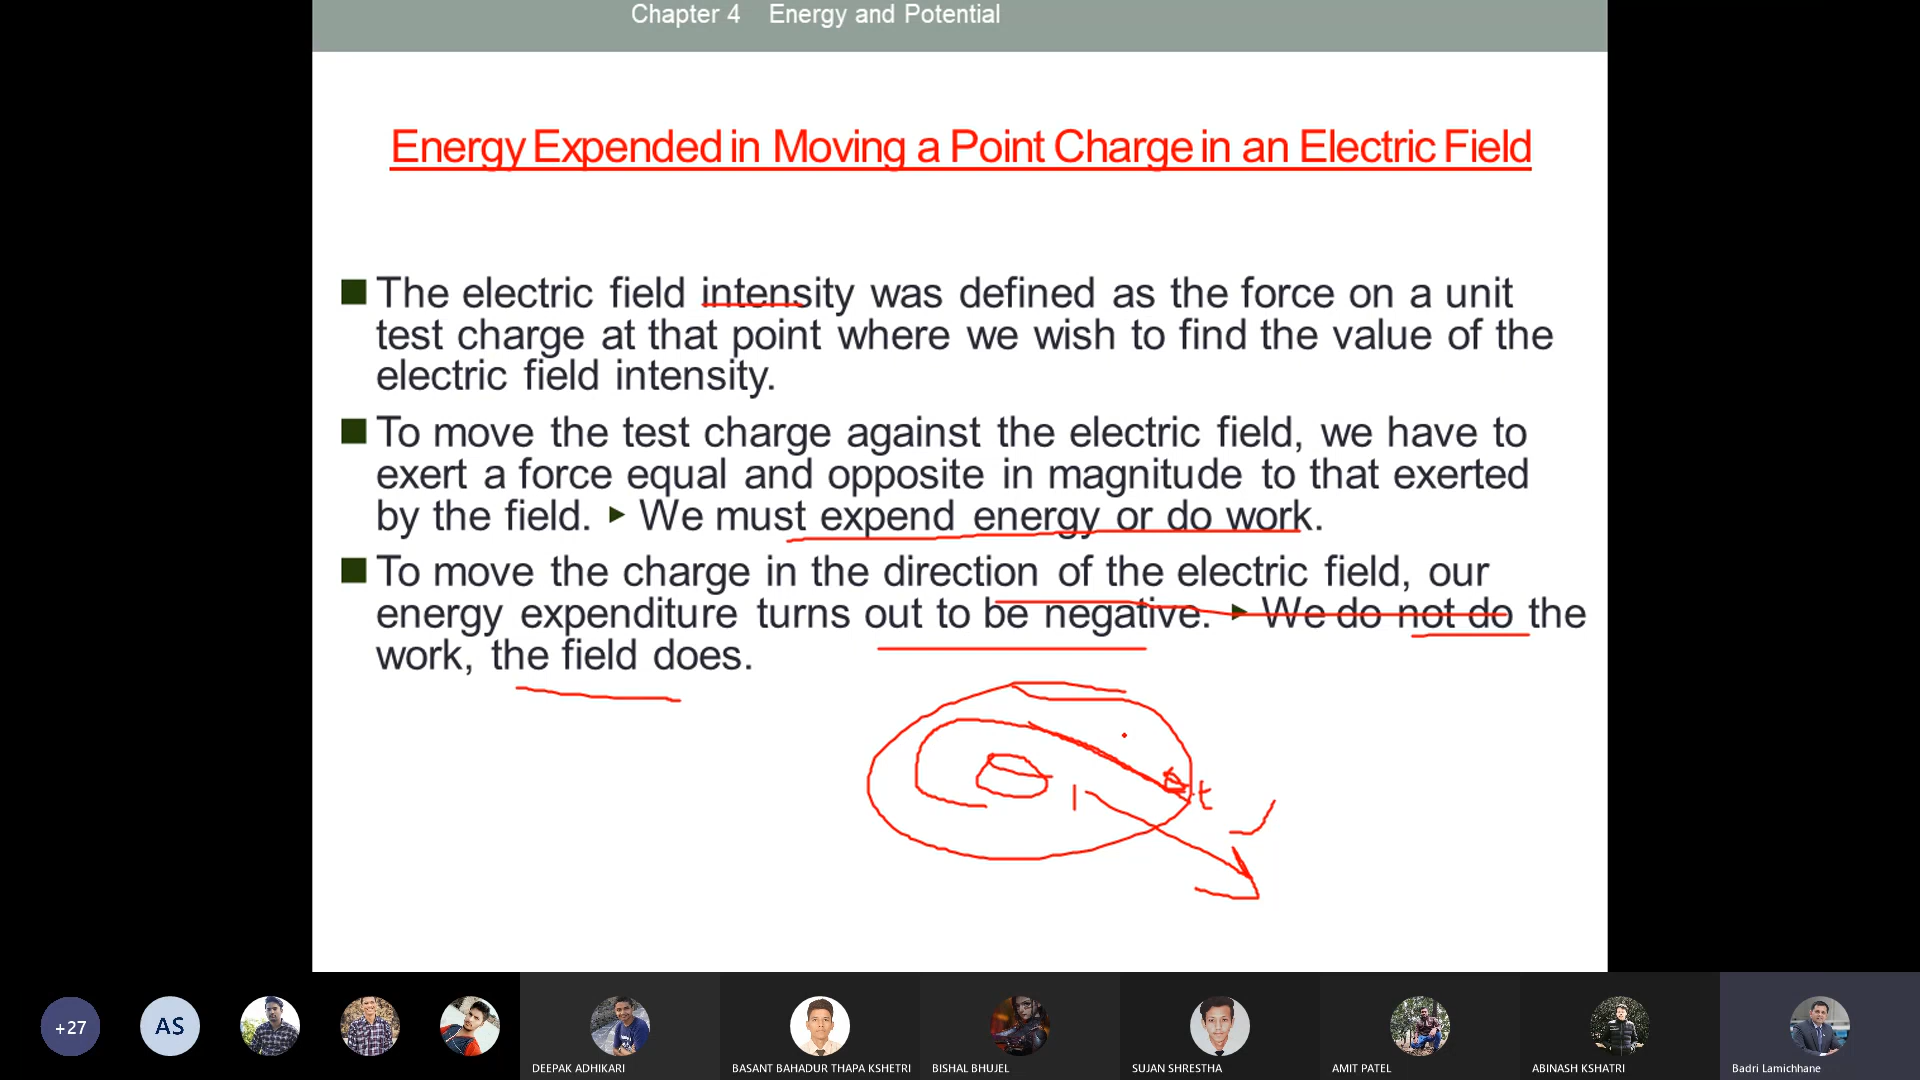 Chapter 4 Energy and Potential
Energy Expended in Moving a Point Charge in an Electric Field
The electric field intensity was defined as the force on a unit
test charge at that point where we wish to find the value of the
electric field intensity.
To move the test charge against the electric field, we have to
exert a force equal and opposite in magnitude to that exerted
by the field. ► We must expend energy or do work.
To move the charge in the direction of the electric field, our
energy expenditure turns out to be negative. ► We do not do the
work, the field does.
+27
AS
DEEPAK ADHIKARI
BASANT BAHADUR THAPA KSHETRI
BISHAL BHUJEL
SUJAN SHRESTHA
AMIT PATEL
ABINASH KSHATRI
Badri Lamichhane